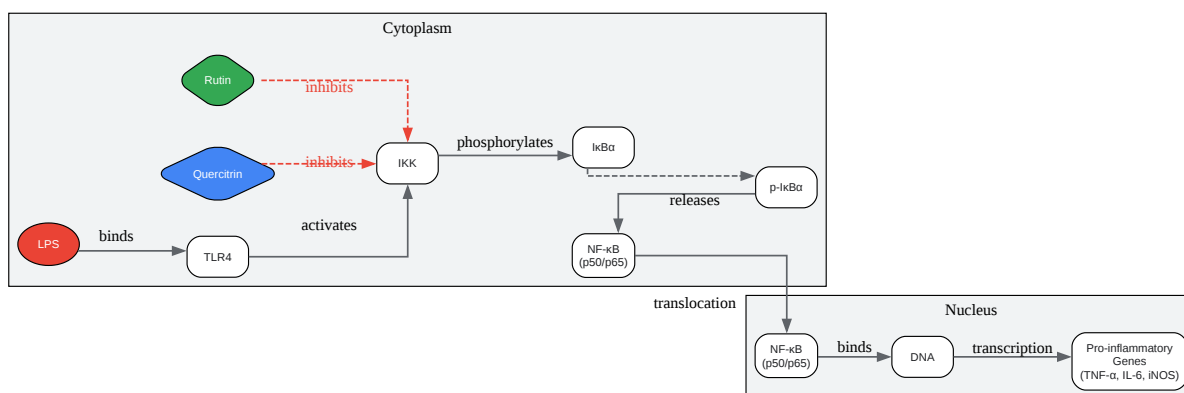 Cytoplasm
Rutin
inhibits
Quercitrin
inhibits
IKK
phosphorylates
IκBα
p-IκBα
releases
LPS
binds
TLR4
activates
NF-κB
(p50/p65)
translocation
Nucleus
NF-κB
(p50/p65)
binds
DNA
transcription
Pro-inflammatory
Genes
(TNF-α, IL-6, iNOS)